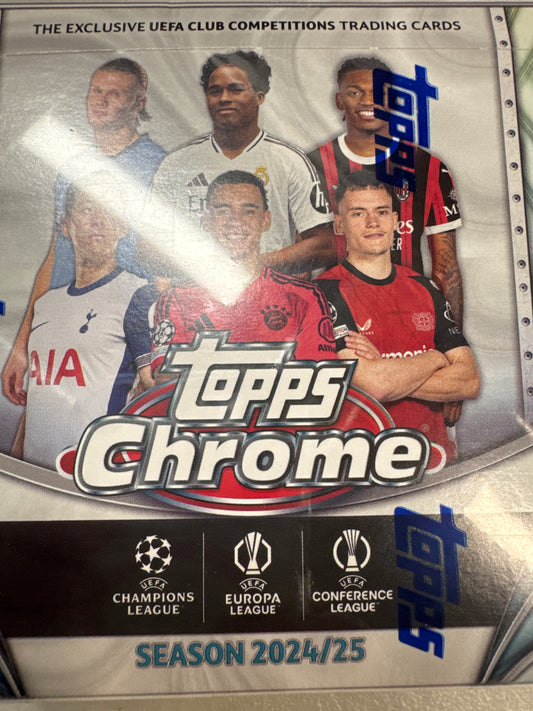 THE EXCLUSIVE UEFA CLUB COMPETITIONS TRADING CARDS
topps
AIA
topps
Chrome
UEFA
CHAMPIONS
LEAGUE
UEFA
EUROPA
LEAGUE
UEFA
CONFERENCE
LEAGUE
topps
SEASON 2024/25